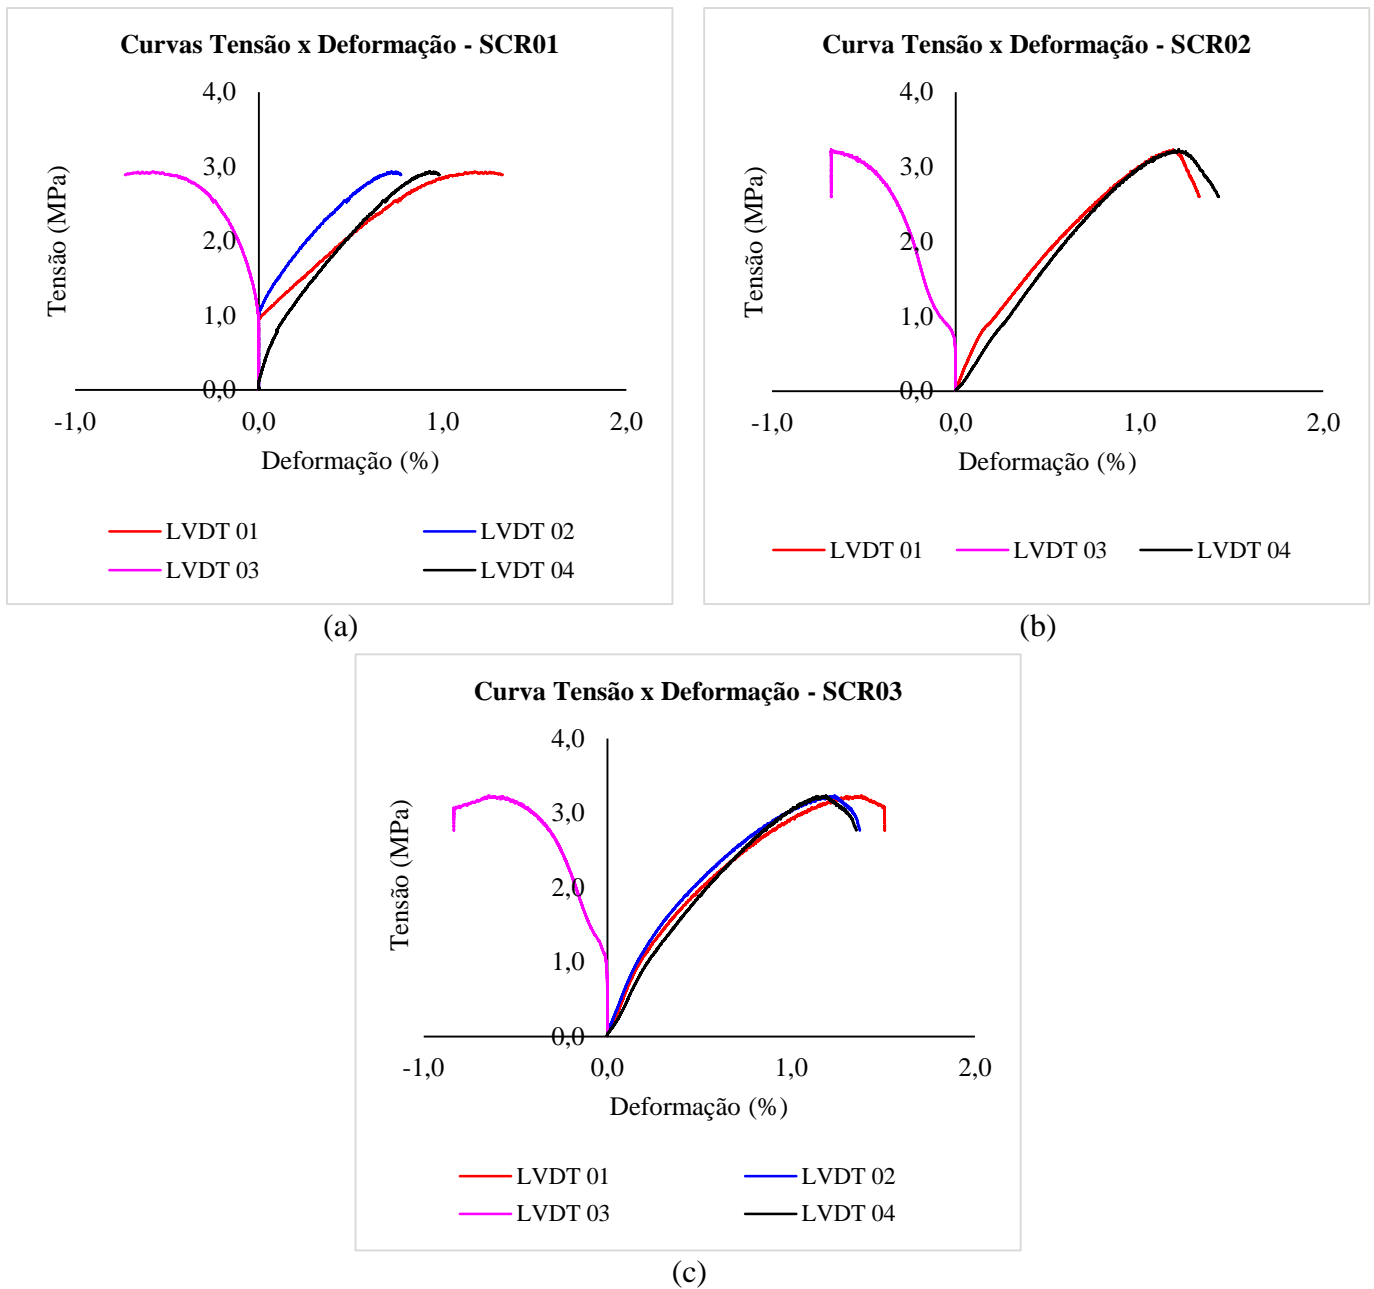 Curvas Tensão x Deformação - SCR01
4,0
3,0
2,0
1,0
0,0
-1,0 0,0 1,0 2,0
Tensão (MPa)
Deformação (%)
LVDT 01 LVDT 02
LVDT 03 LVDT 04
(a)
Curva Tensão x Deformação - SCR02
4,0
3,0
2,0
1,0
0,0
-1,0 0,0 1,0 2,0
Tensão (MPa)
Deformação (%)
LVDT 01 LVDT 03 LVDT 04
(b)
Curva Tensão x Deformação - SCR03
4,0
3,0
2,0
1,0
0,0
-1,0 0,0 1,0 2,0
Tensão (MPa)
Deformação (%)
LVDT 01 LVDT 02
LVDT 03 LVDT 04
(c)